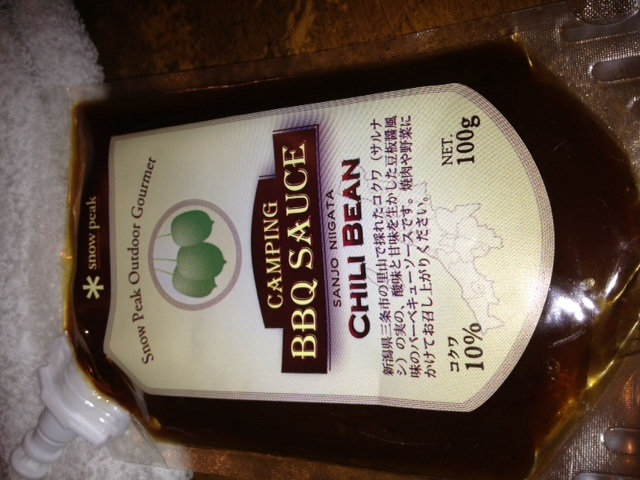 snow peak
Snow Peak Outdoor Gourmer
CAMPING
BBQ SAUCE
SANJO NIIGATA
CHILI BEAN
新潟県三条市の里山で採れたコクワ（サルナ
シ）の実の、酸味と甘味を生かした豆板醤風
味のバーベキューソースです。焼肉や野菜に
かけてお召し上がりください。
コクワ
10%
NET.
100g